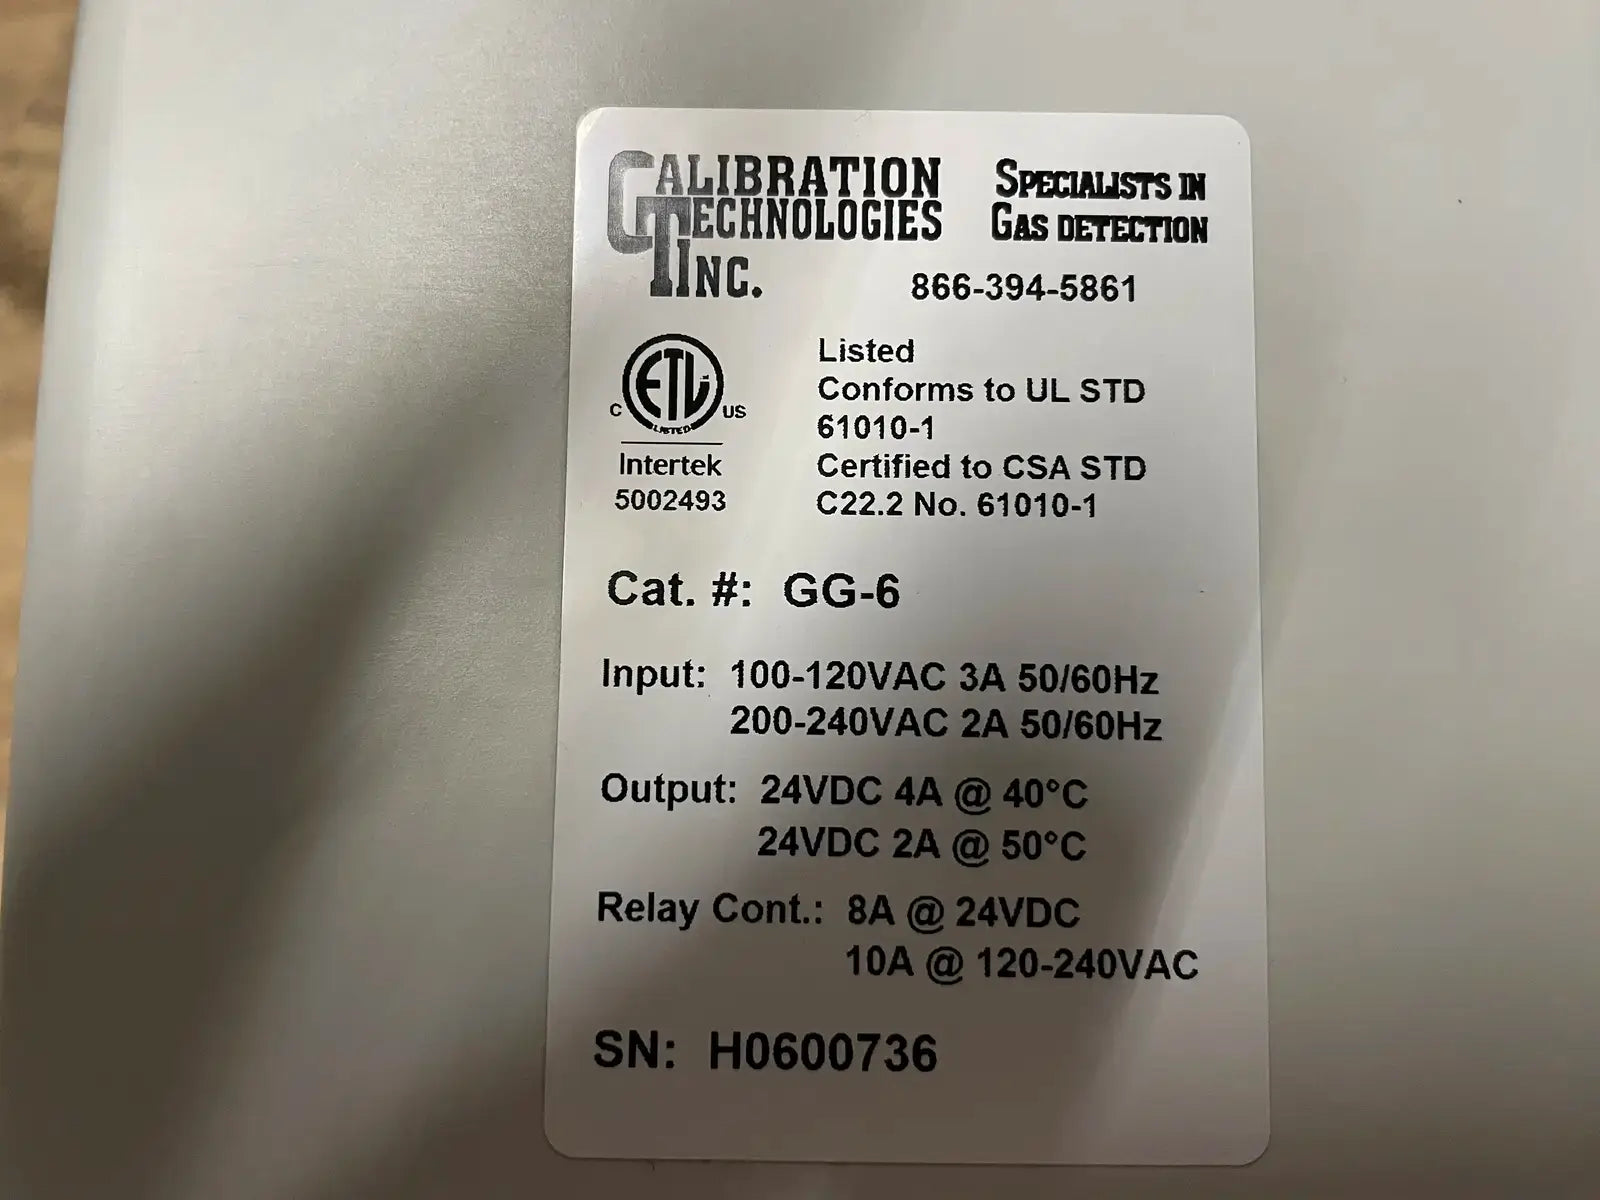 CALIBRATION
TECHNOLOGIES
INC.
SPECIALISTS IN
GAS DETECTION
866-394-5861
ETL
C US
LISTED
Intertek
5002493
Listed
Conforms to UL STD
61010-1
Certified to CSA STD
C22.2 No. 61010-1
Cat. #: GG-6
Input: 100-120VAC 3A 50/60Hz
200-240VAC 2A 50/60Hz
Output: 24VDC 4A @ 40°C
24VDC 2A @ 50°C
Relay Cont.: 8A @ 24VDC
10A @ 120-240VAC
SN: H0600736